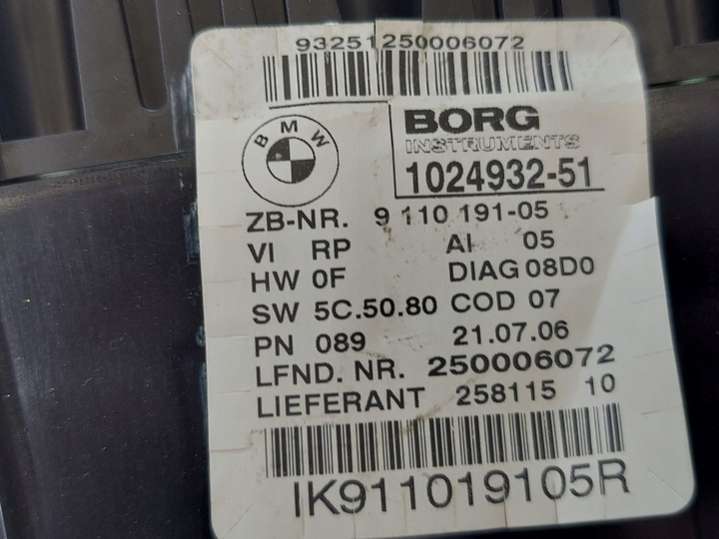 93251250006072
BMW
BORG
INSTRUMENTS
1024932-51
ZB-NR. 9 110 191-05
VI RP AI 05
HW 0F DIAG 08D0
SW 5C.50.80 COD 07
PN 089 21.07.06
LFND. NR. 250006072
LIEFERANT 258115 10
IK911019105R